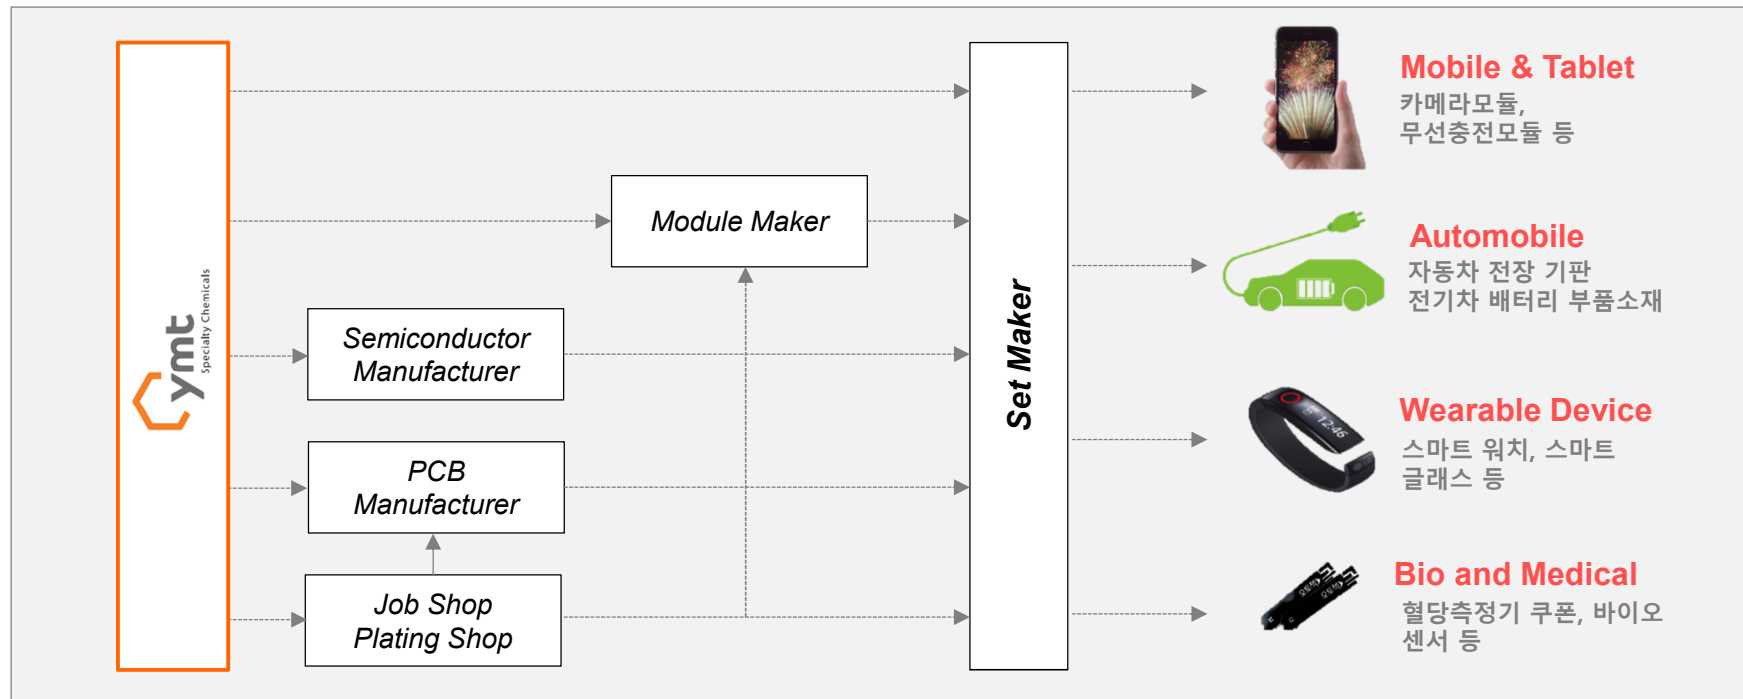 ymt
Specialty Chemicals
Module Maker
Semiconductor
Manufacturer
PCB
Manufacturer
Job Shop
Plating Shop
Set Maker
Mobile & Tablet
카메라모듈,
무선충전모듈 등
Automobile
자동차 전장 기판
전기차 배터리 부품소재
12:46
Wearable Device
스마트 워치, 스마트
글래스 등
Bio and Medical
혈당측정기 쿠폰, 바이오
센서 등